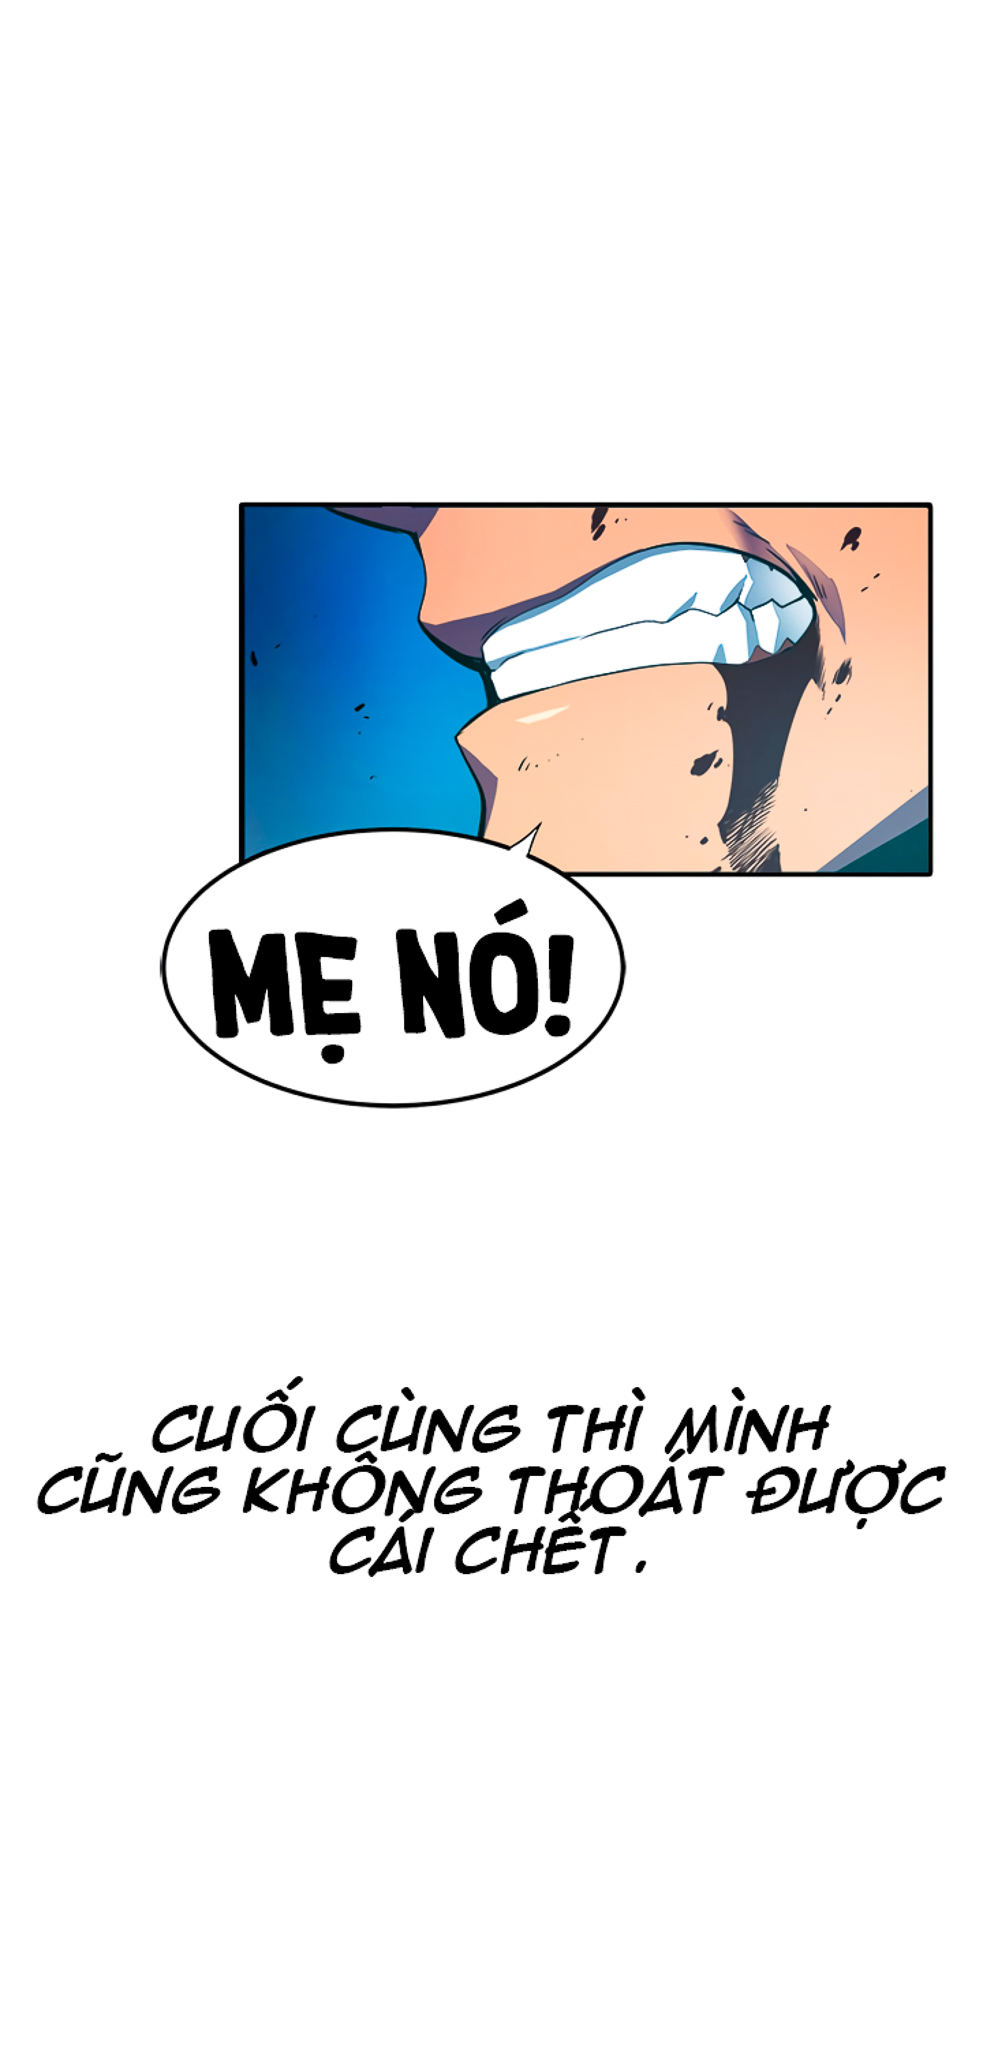 MẸ NÓ!
CUỐI CÙNG THÌ MÌNH
CŨNG KHÔNG THOÁT ĐƯỢC
CÁI CHẾT.